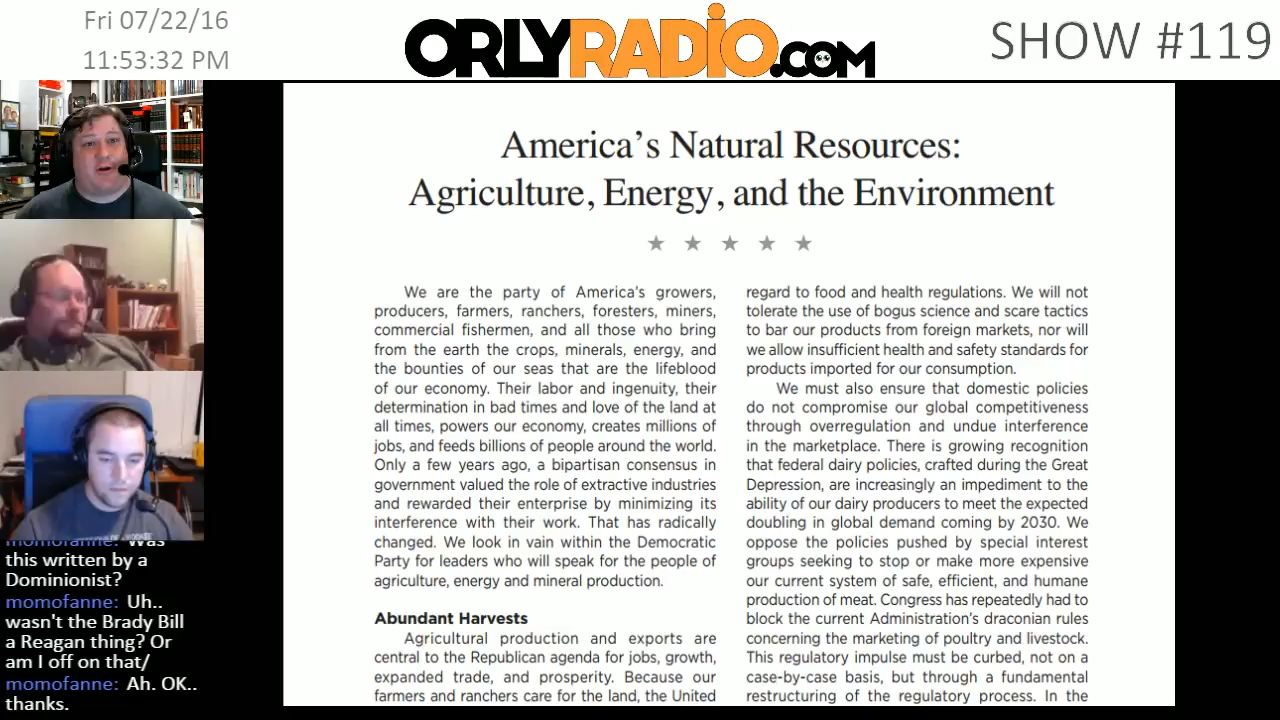 Fri 07/22/16
11:53:32 PM
ORLYRADIO.COM
SHOW #119
America's Natural Resources:
Agriculture, Energy, and the Environment
We are the party of America's growers,
producers, farmers, ranchers, foresters, miners,
commercial fishermen, and all those who bring
from the earth the crops, minerals, energy, and
the bounties of our seas that are the lifeblood
of our economy. Their labor and ingenuity, their
determination in bad times and love of the land at
all times, powers our economy, creates millions of
jobs, and feeds billions of people around the world.
Only a few years ago, a bipartisan consensus in
government valued the role of extractive industries
and rewarded their enterprise by minimizing its
interference with their work. That has radically
changed. We look in vain within the Democratic
Party for leaders who will speak for the people of
agriculture, energy and mineral production.
Abundant Harvests
Agricultural production and exports are
central to the Republican agenda for jobs, growth,
expanded trade, and prosperity. Because our
farmers and ranchers care for the land, the United
regard to food and health regulations. We will not
tolerate the use of bogus science and scare tactics
to bar our products from foreign markets, nor will
we allow insufficient health and safety standards for
products imported for our consumption.
We must also ensure that domestic policies
do not compromise our global competitiveness
through overregulation and undue interference
in the marketplace. There is growing recognition
that federal dairy policies, crafted during the Great
Depression, are increasingly an impediment to the
ability of our dairy producers to meet the expected
doubling in global demand coming by 2030. We
oppose the policies pushed by special interest
groups seeking to stop or make more expensive
our current system of safe, efficient, and humane
production of meat. Congress has repeatedly had to
block the current Administration's draconian rules
concerning the marketing of poultry and livestock.
This regulatory impulse must be curbed, not on a
case-by-case basis, but through a fundamental
restructuring of the regulatory process. In the
momofanne: Was
this written by a
Dominionist?
momofanne: Uh..
wasn't the Brady Bill
a Reagan thing? Or
am I off on that/
momofanne: Ah. OK..
thanks.